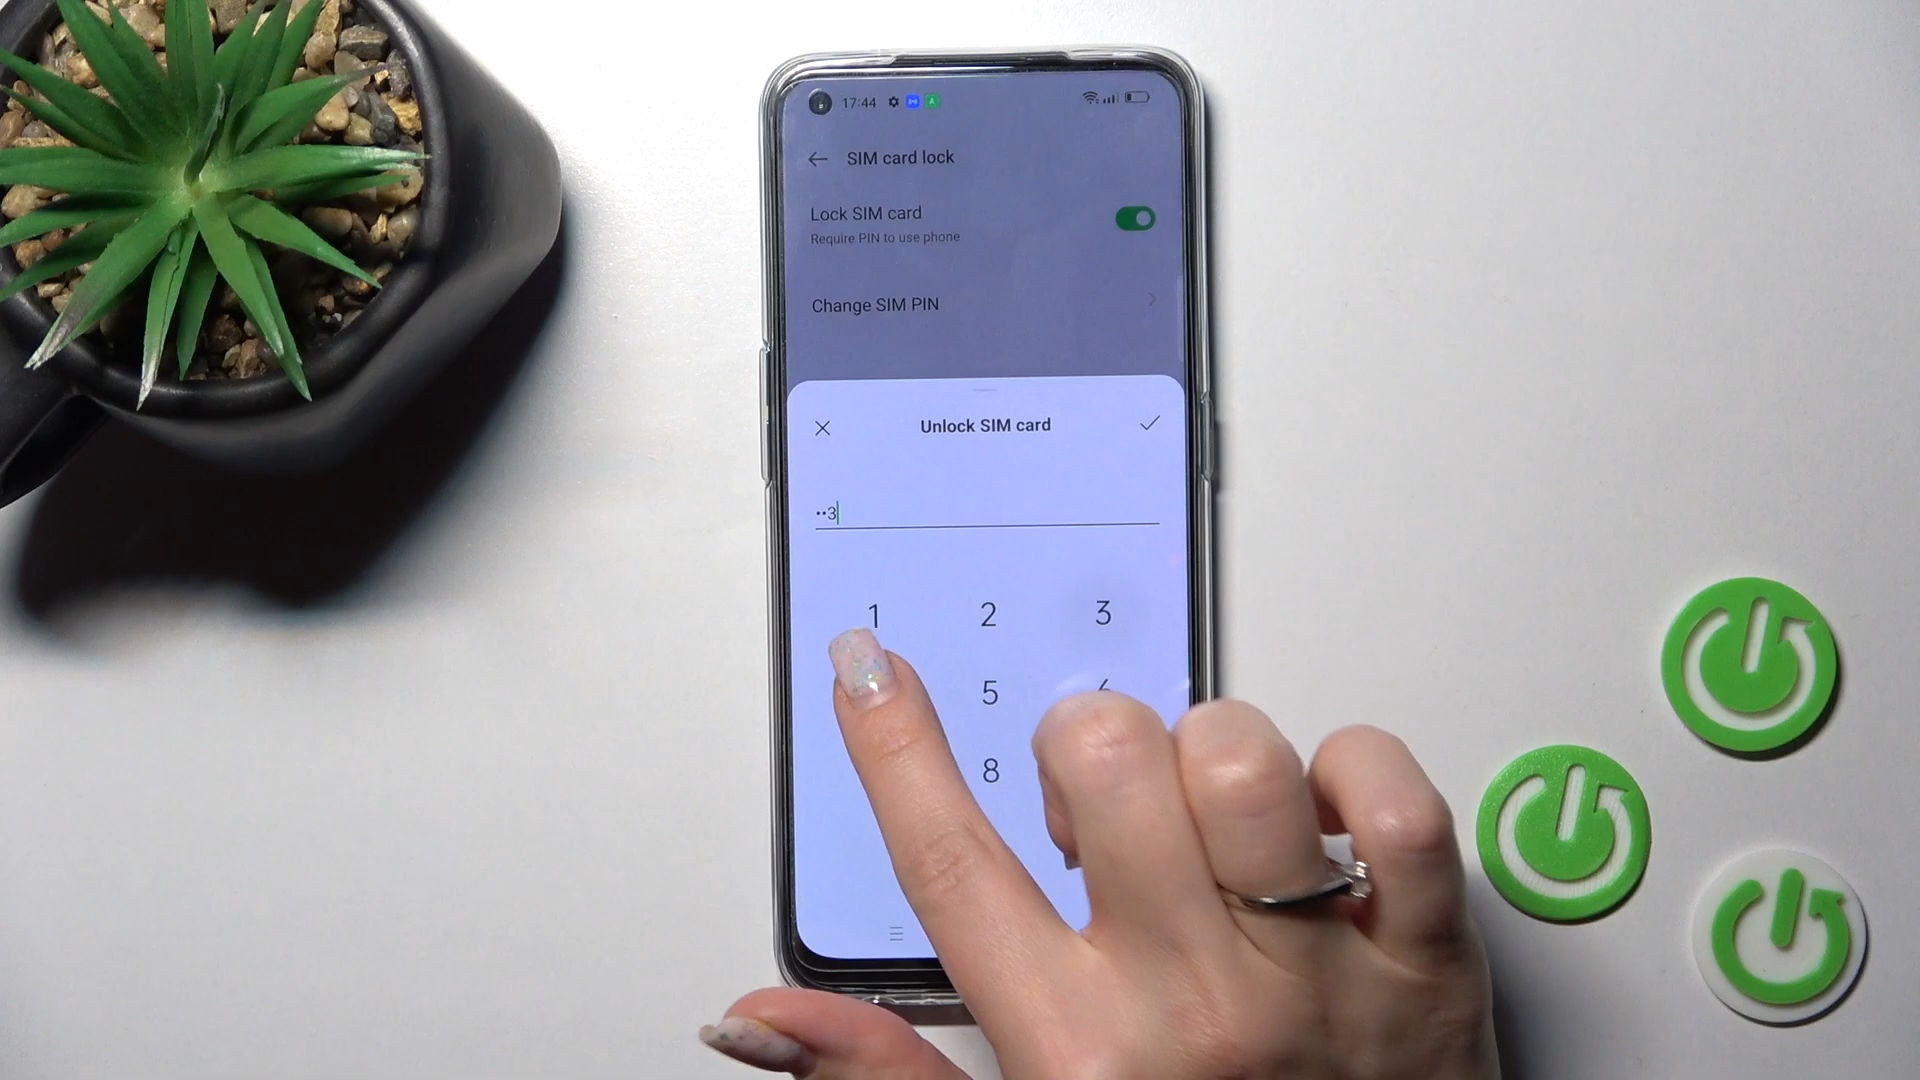 17:44
SIM card lock
Lock SIM card
Require PIN to use phone
Change SIM PIN
Unlock SIM card
••3
1 2 3
5 6
8